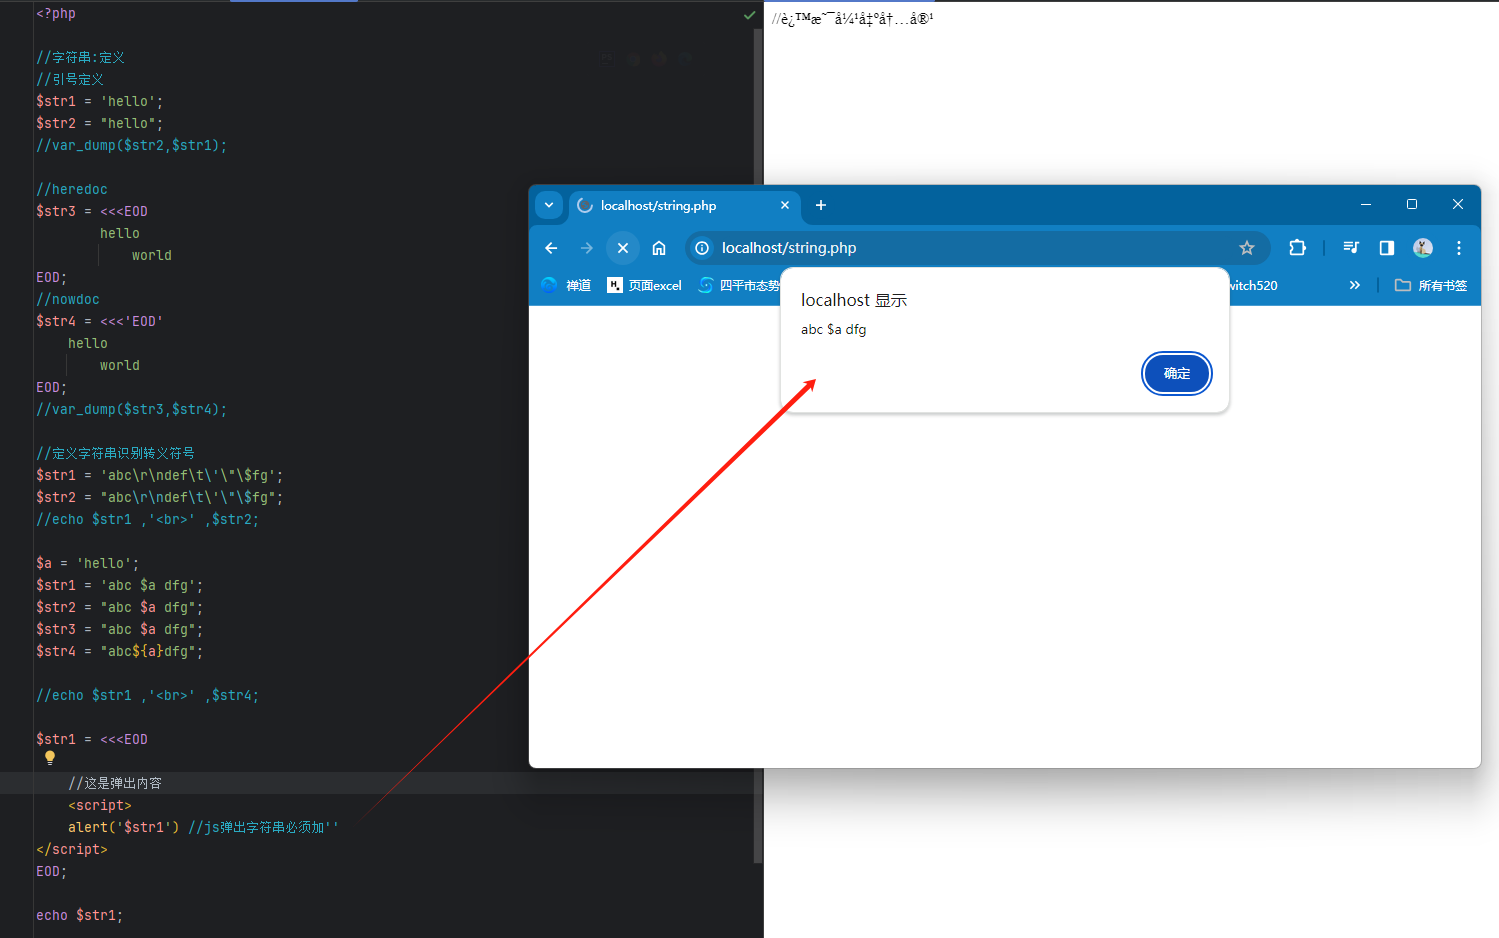 <?php
//字符串:定义
//引号定义
$str1 = 'hello';
$str2 = "hello";
//var_dump($str2,$str1);
//heredoc
$str3 = <<<EOD
hello
world
EOD;
//nowdoc
$str4 = <<<'EOD'
hello
world
EOD;
//var_dump($str3,$str4);
//定义字符串识别转义符号
$str1 = 'abc\r\ndef\t\'\"\$fg';
$str2 = "abc\r\ndef\t\'\"\$fg";
//echo $str1 ,'<br>' ,$str2;
$a = 'hello';
$str1 = 'abc $a dfg';
$str2 = "abc $a dfg";
$str3 = "abc $a dfg";
$str4 = "abc${a}dfg";
//echo $str1 ,'<br>' ,$str4;
$str1 = <<<EOD
//这是弹出内容
<script>
alert('$str1') //js弹出字符串必须加''
</script>
EOD;
echo $str1;
//è¿™æ˜¯å¼¹å‡ºå†…å®¹
localhost/string.php
localhost/string.php
禅道
H. 页面excel
四平市态势
witch520
所有书签
localhost 显示
abc $a dfg
确定